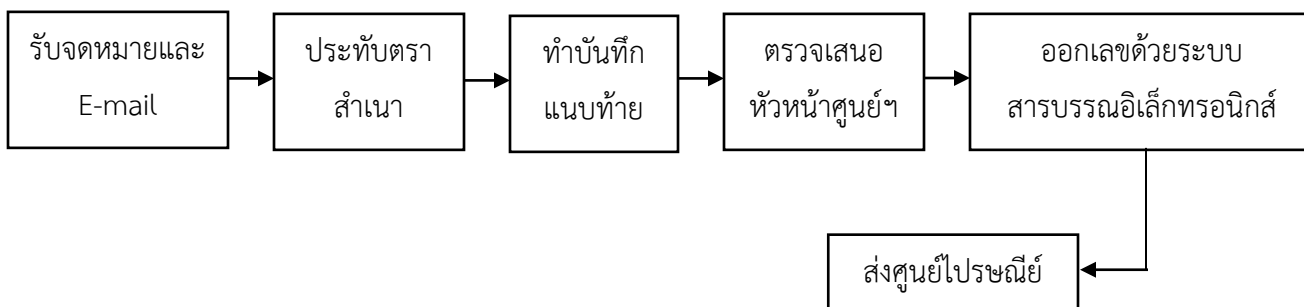 รับจดหมายและ
E-mail
ประทับตรา
สำเนา
ทำบันทึก
แนบท้าย
ตรวจเสนอ
หัวหน้าศูนย์ฯ
ออกเลขด้วยระบบ
สารบรรณอิเล็กทรอนิกส์
ส่งศูนย์ไปรษณีย์